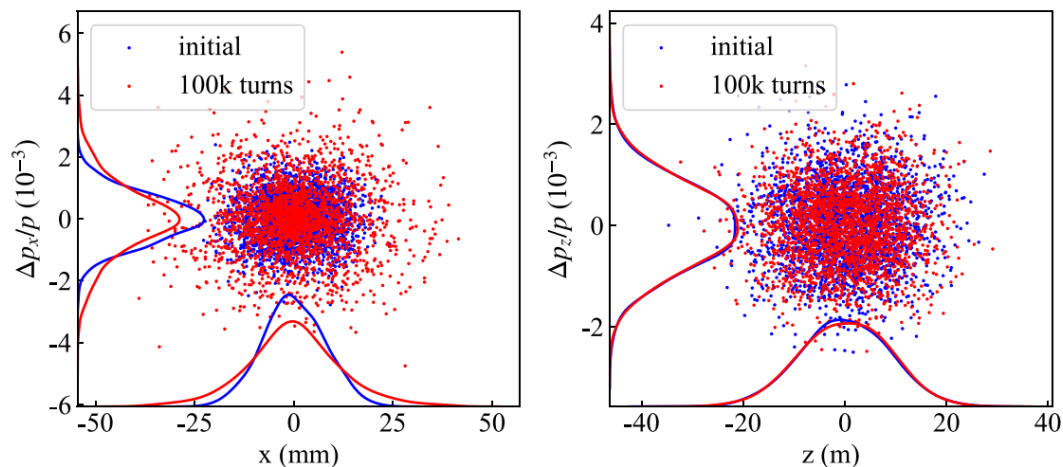 initial
100k turns
6
4
2
0
-2
-4
-6
Δp_x/p (10⁻³)
-50
-25
0
25
50
x (mm)
initial
100k turns
4
2
0
-2
Δp_z/p (10⁻³)
-40
-20
0
20
40
z (m)